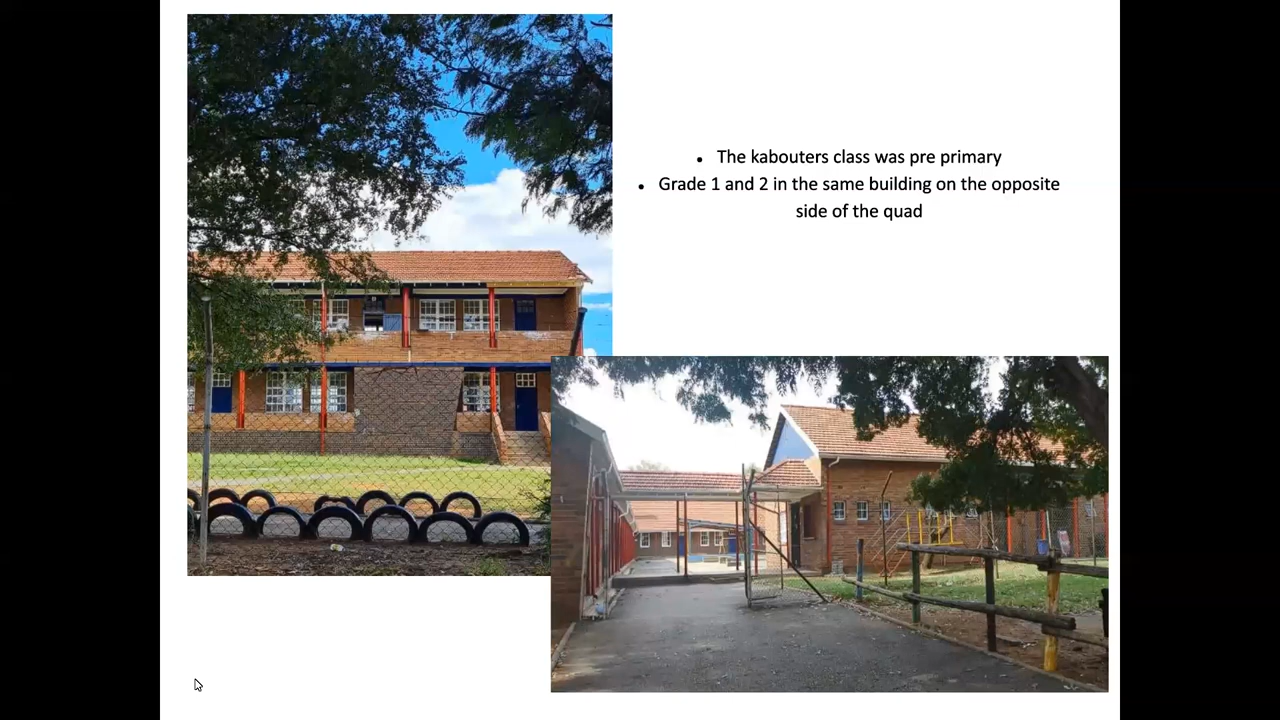 • The kabouters class was pre primary
• Grade 1 and 2 in the same building on the opposite
side of the quad